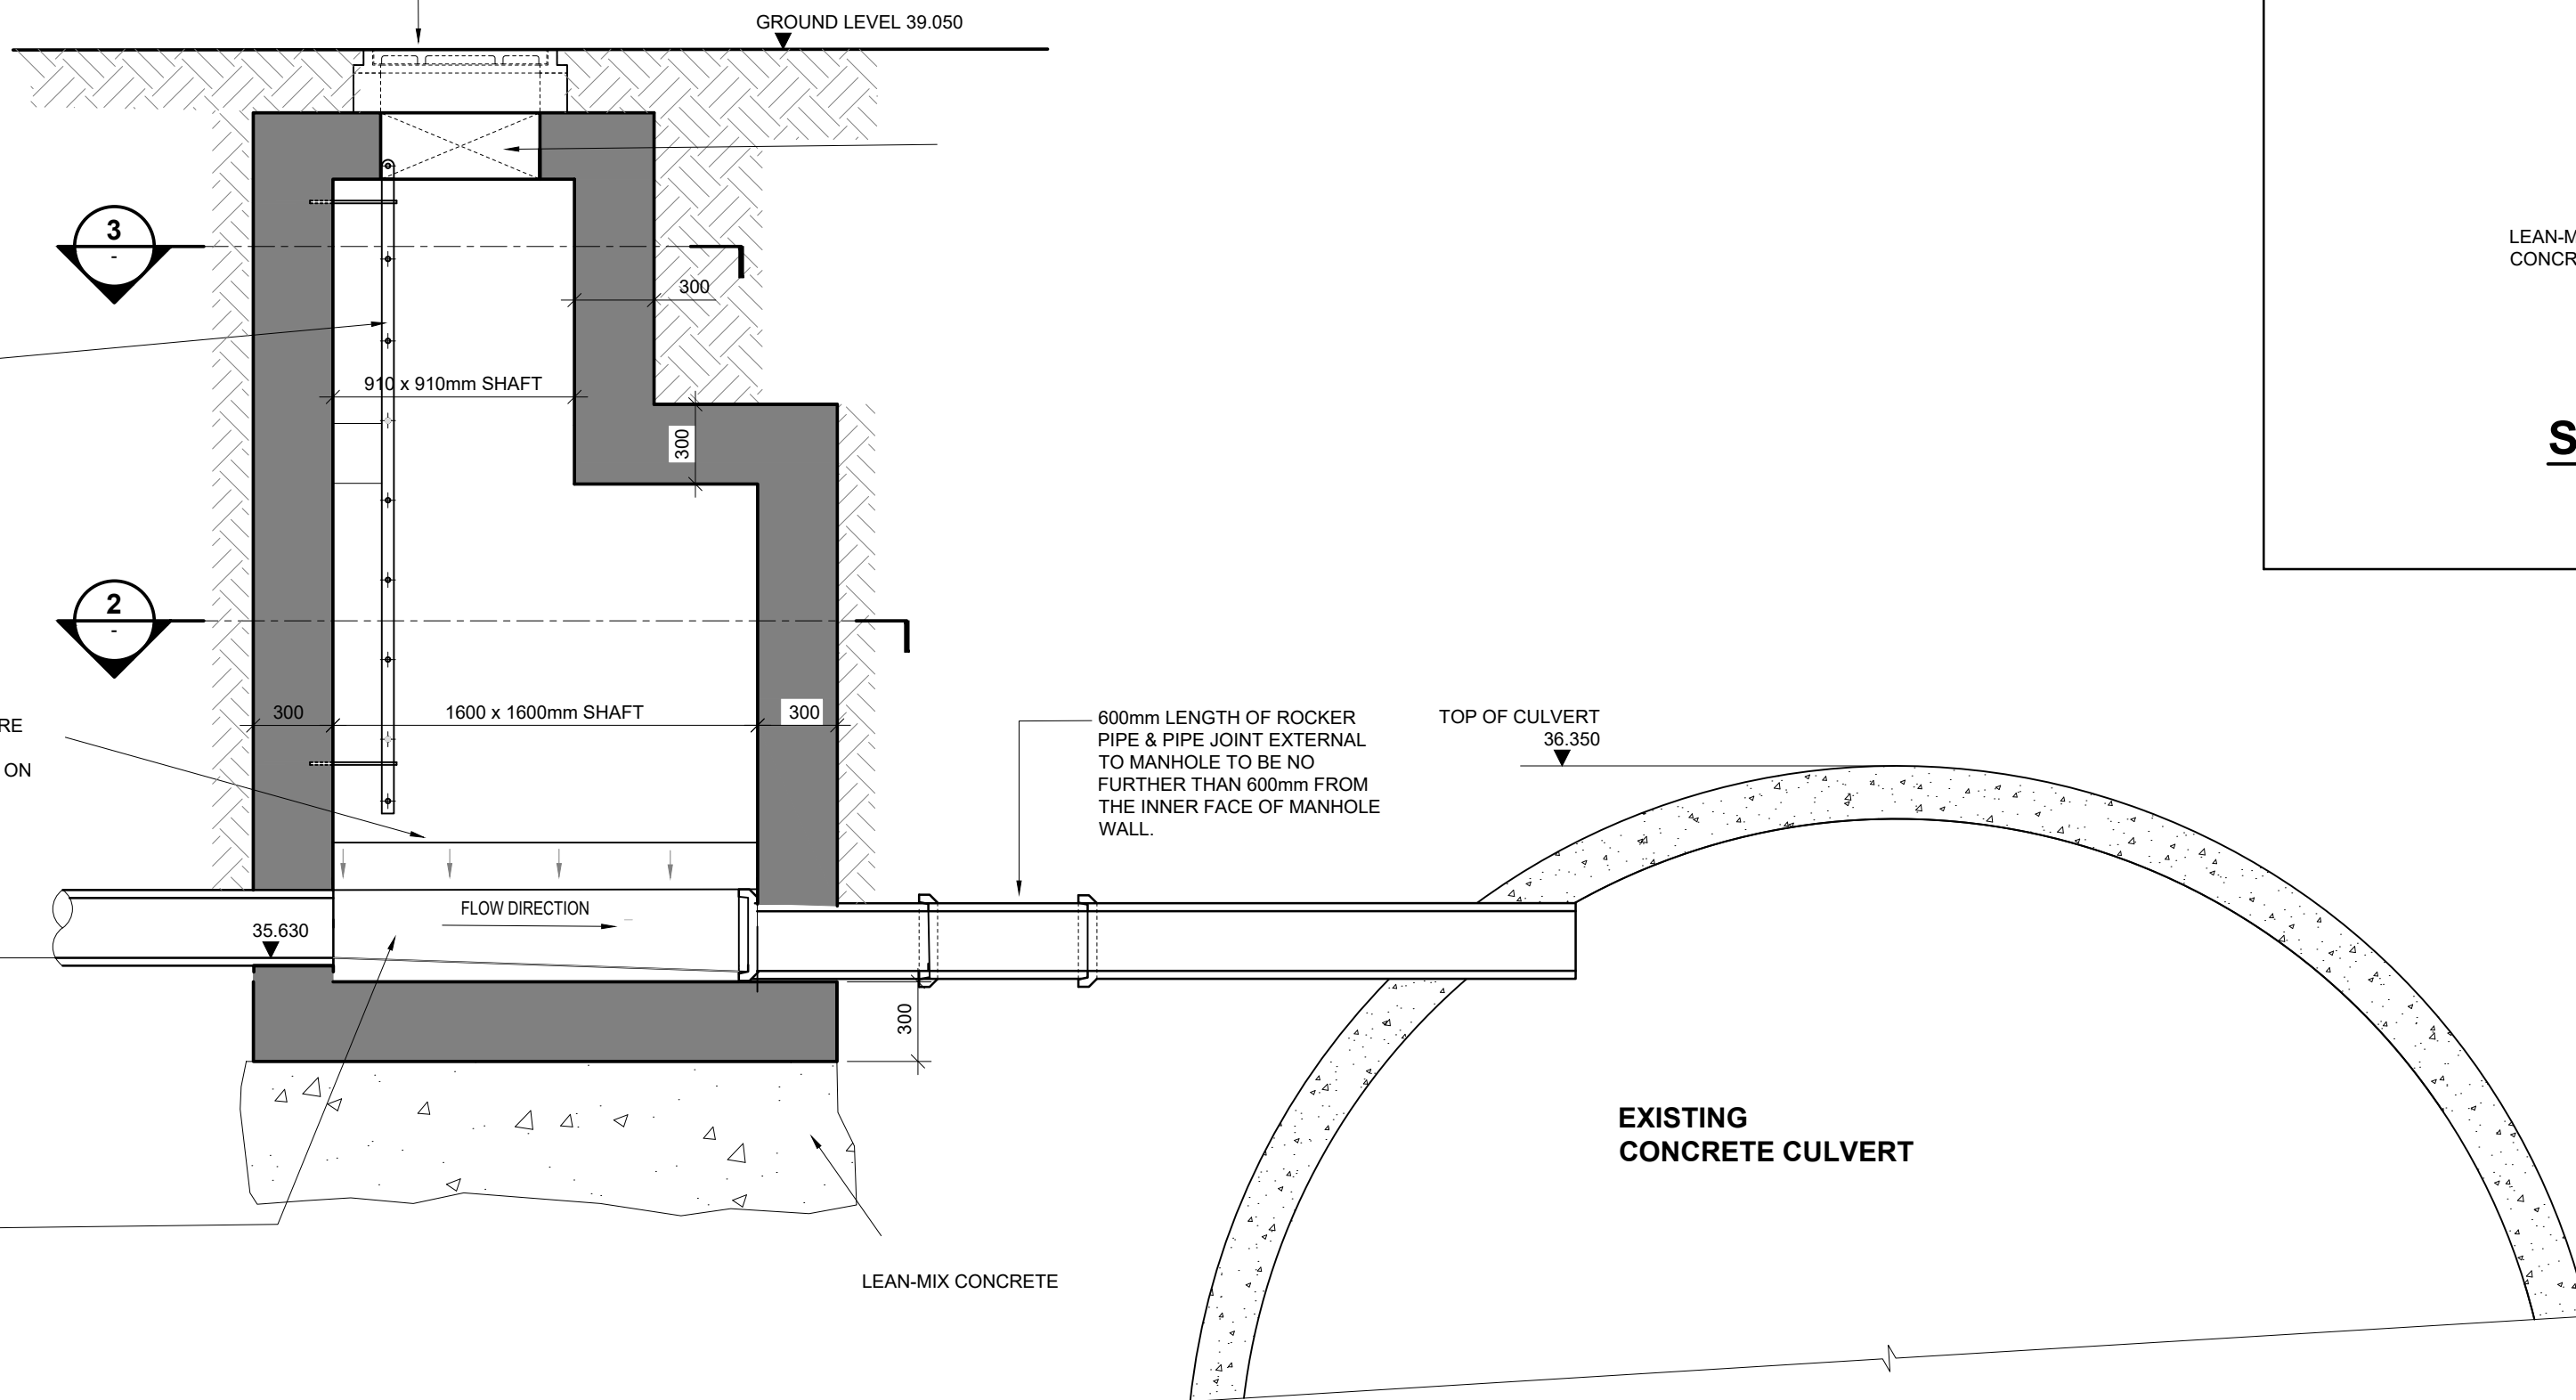 GROUND LEVEL 39.050
LEAN-M
CONCR
3
-
300
910 x 910mm SHAFT
300
S
2
-
300
1600 x 1600mm SHAFT
300
RE
ON
600mm LENGTH OF ROCKER
PIPE & PIPE JOINT EXTERNAL
TO MANHOLE TO BE NO
FURTHER THAN 600mm FROM
THE INNER FACE OF MANHOLE
WALL.
TOP OF CULVERT
36.350
FLOW DIRECTION
35.630
300
EXISTING
CONCRETE CULVERT
LEAN-MIX CONCRETE